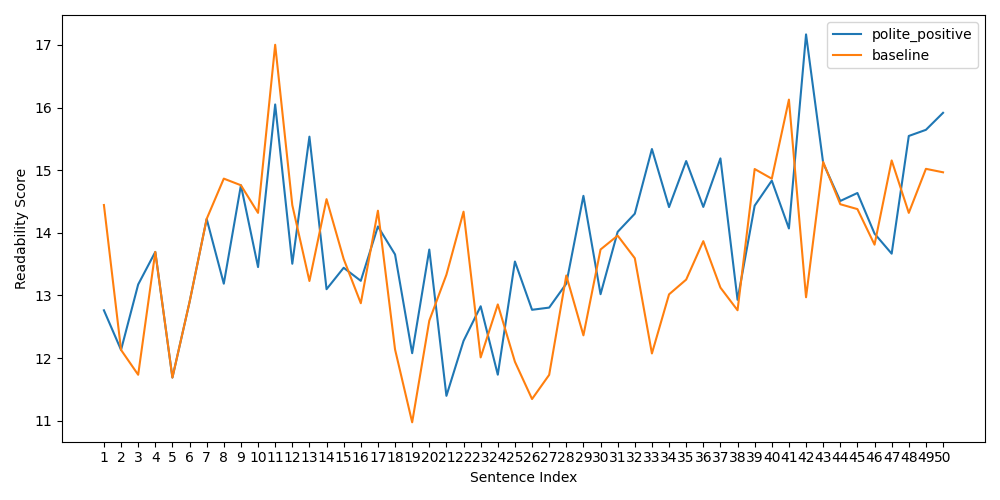 polite_positive
baseline
17
16
15
14
13
12
11
Readability Score
1 2 3 4 5 6 7 8 9 10 11 12 13 14 15 16 17 18 19 20 21 22 23 24 25 26 27 28 29 30 31 32 33 34 35 36 37 38 39 40 41 42 43 44 45 46 47 48 49 50
Sentence Index